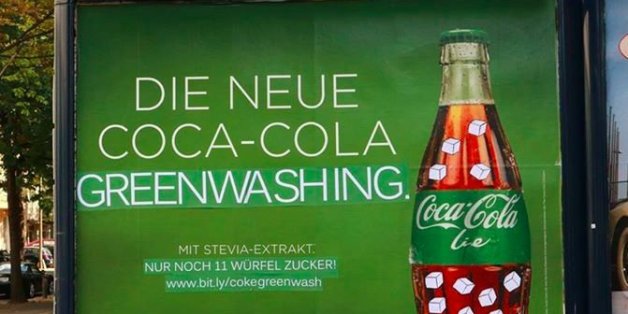 DIE NEUE
COCA-COLA
GREENWASHING.
MIT STEVIA-EXTRAKT.
NUR NOCH 11 WÜRFEL ZUCKER!
www.bit.ly/cokegreenwash
Coca-Cola
lie